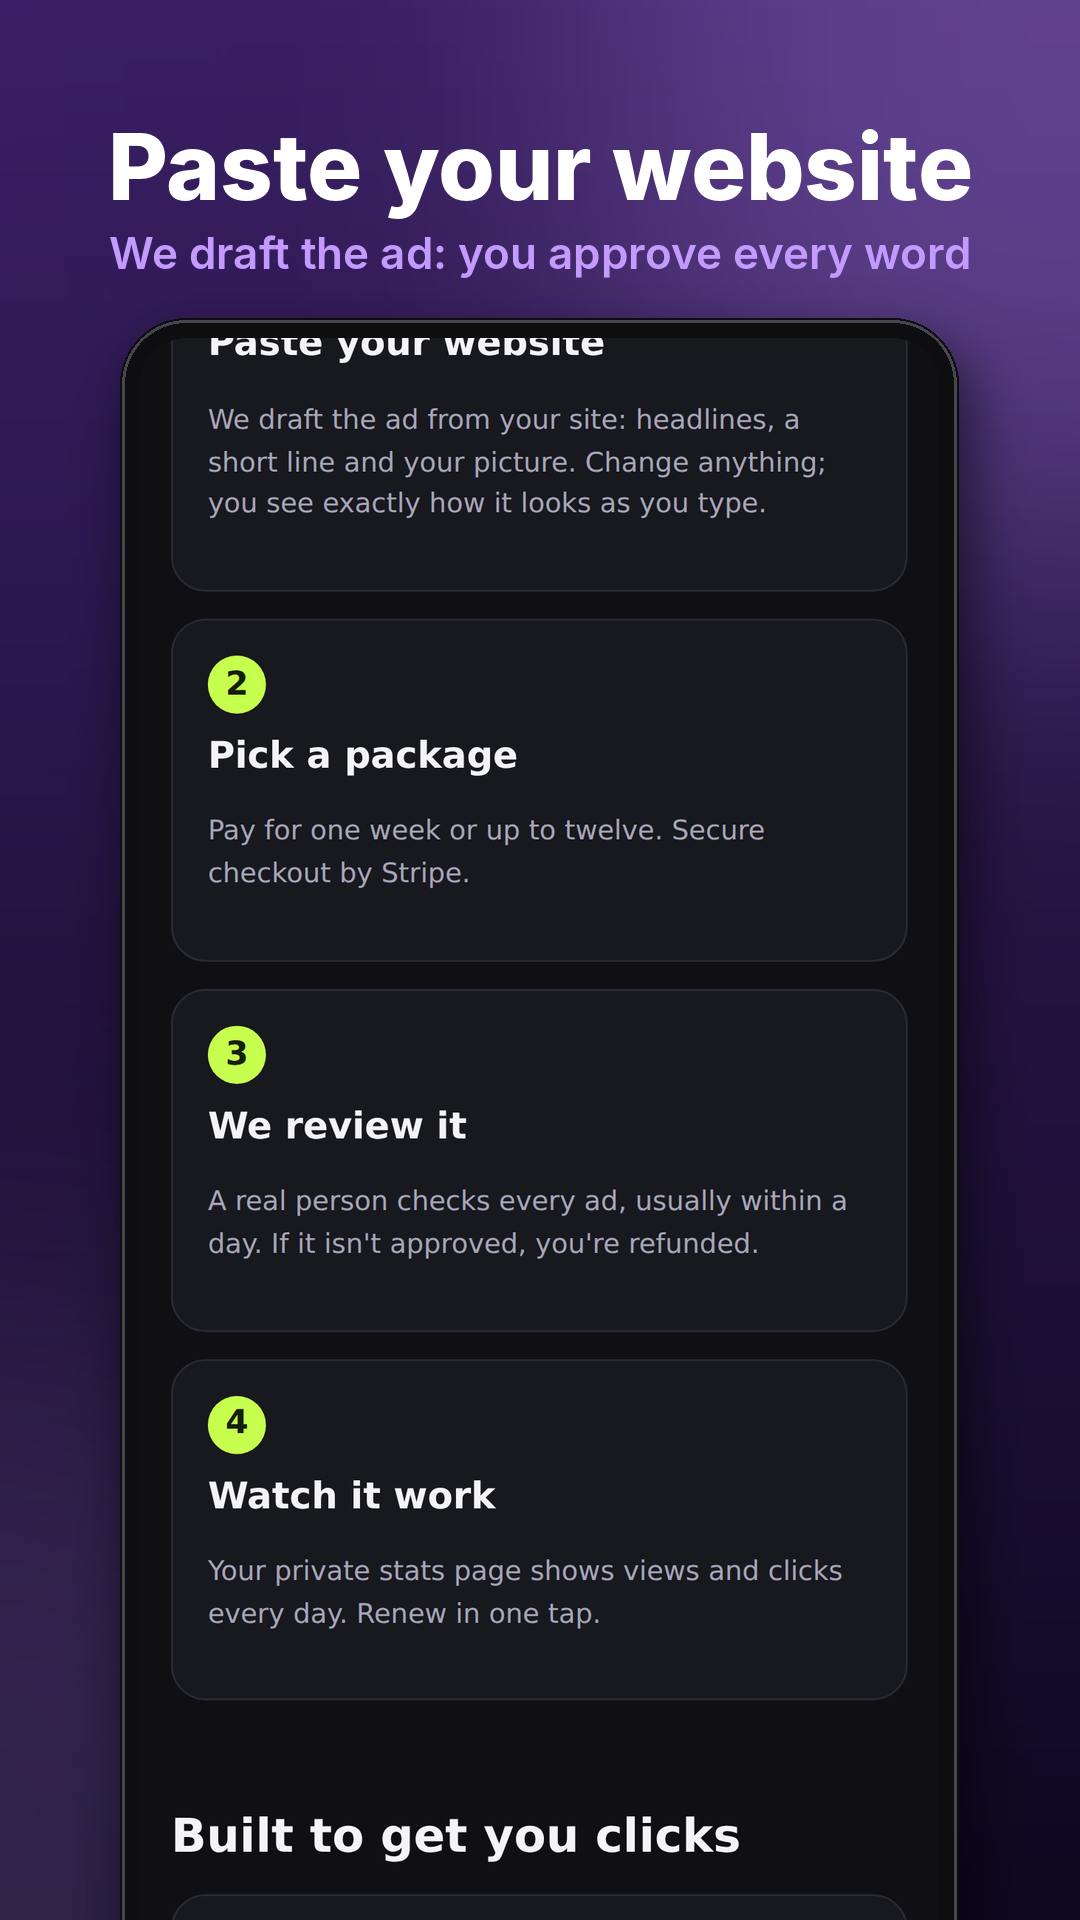 Paste your website
We draft the ad: you approve every word
Paste your website
We draft the ad from your site: headlines, a
short line and your picture. Change anything;
you see exactly how it looks as you type.
2
Pick a package
Pay for one week or up to twelve. Secure
checkout by Stripe.
3
We review it
A real person checks every ad, usually within a
day. If it isn't approved, you're refunded.
4
Watch it work
Your private stats page shows views and clicks
every day. Renew in one tap.
Built to get you clicks